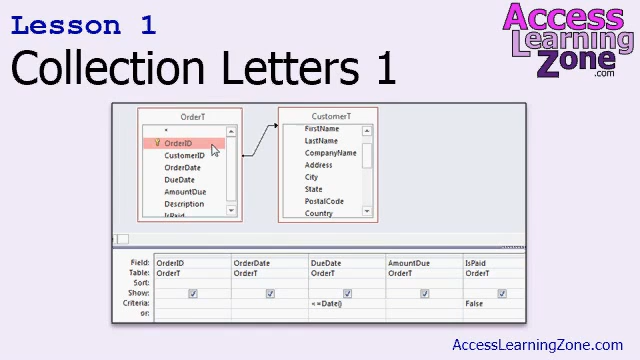 Lesson 1
Access
Learning
Zone
.com
Collection Letters 1
OrderT
*
OrderID
CustomerID
OrderDate
DueDate
AmountDue
Description
IsPaid
CustomerT
FirstName
LastName
CompanyName
Address
City
State
PostalCode
Country
Field: OrderID OrderDate DueDate AmountDue IsPaid
Table: OrderT OrderT OrderT OrderT OrderT
Sort:
Show:
Criteria: <=Date() False
or:
AccessLearningZone.com